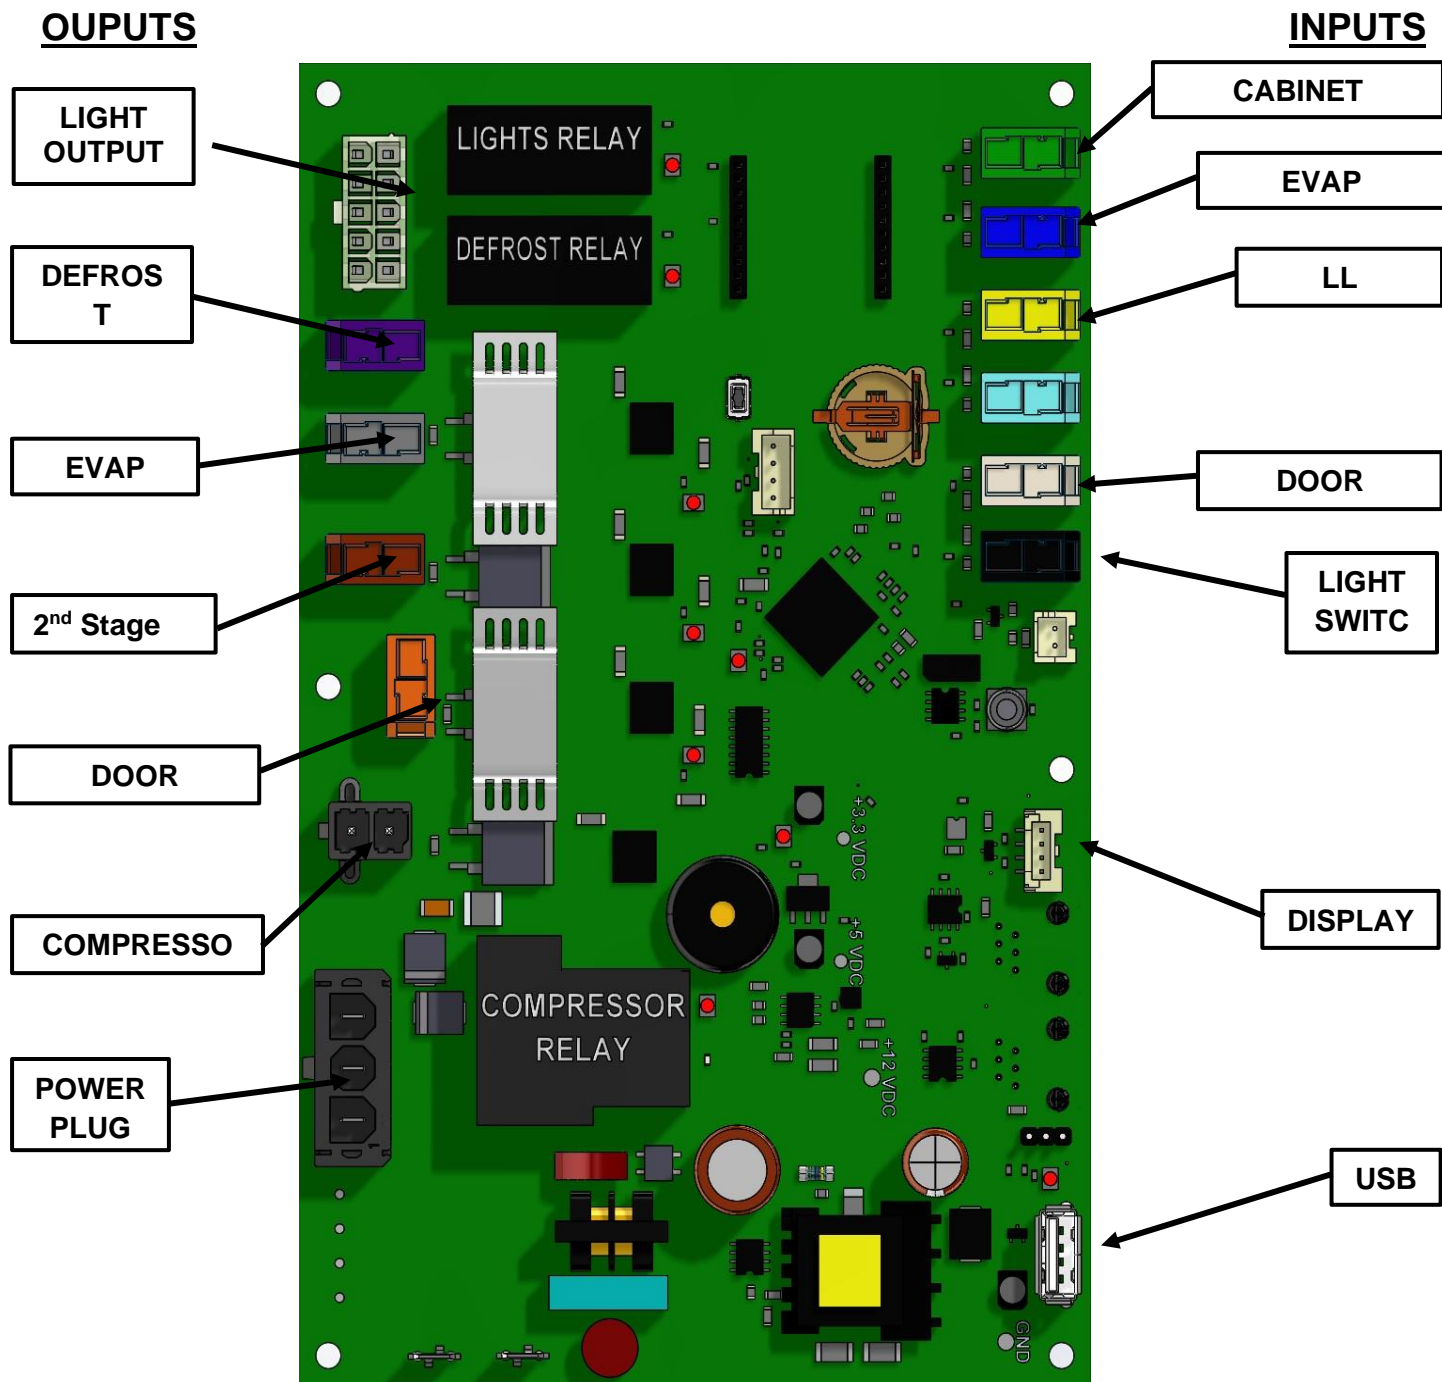 OUPUTS
INPUTS
LIGHT
OUTPUT
DEFROS
T
EVAP
2nd Stage
DOOR
COMPRESSO
POWER
PLUG
LIGHTS RELAY
DEFROST RELAY
COMPRESSOR
RELAY
+3.3 VDC
+5 VDC
+12 VDC
GND
1
CABINET
EVAP
LL
DOOR
LIGHT
SWITC
DISPLAY
USB